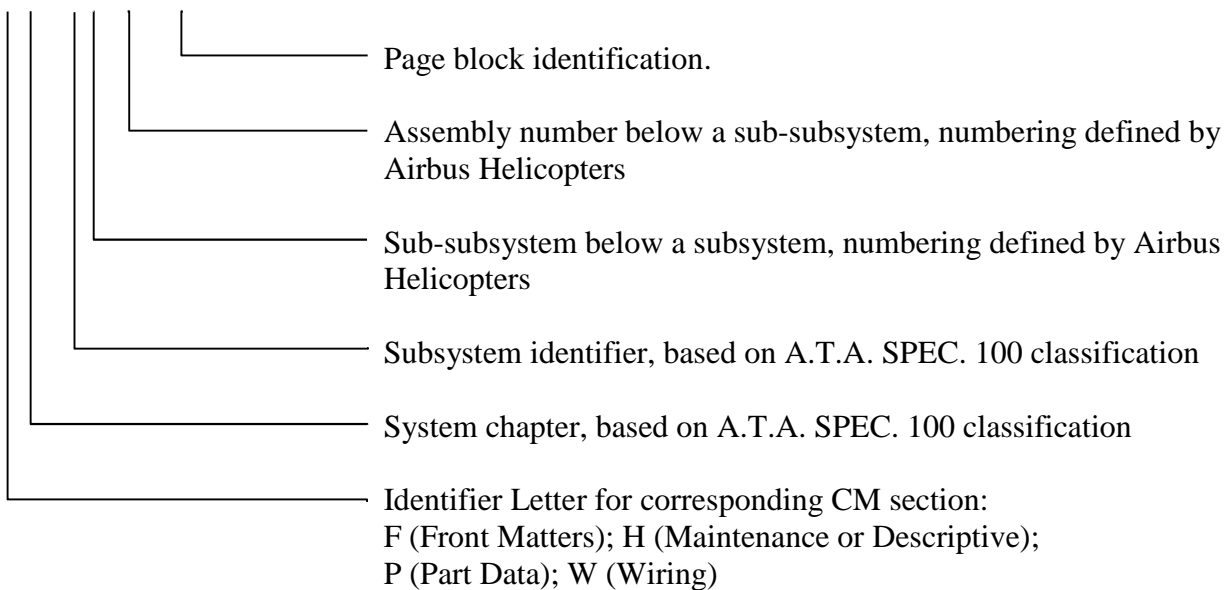 Page block identification.
Assembly number below a sub-subsystem, numbering defined by
Airbus Helicopters
Sub-subsystem below a subsystem, numbering defined by Airbus
Helicopters
Subsystem identifier, based on A.T.A. SPEC. 100 classification
System chapter, based on A.T.A. SPEC. 100 classification
Identifier Letter for corresponding CM section:
F (Front Matters); H (Maintenance or Descriptive);
P (Part Data); W (Wiring)